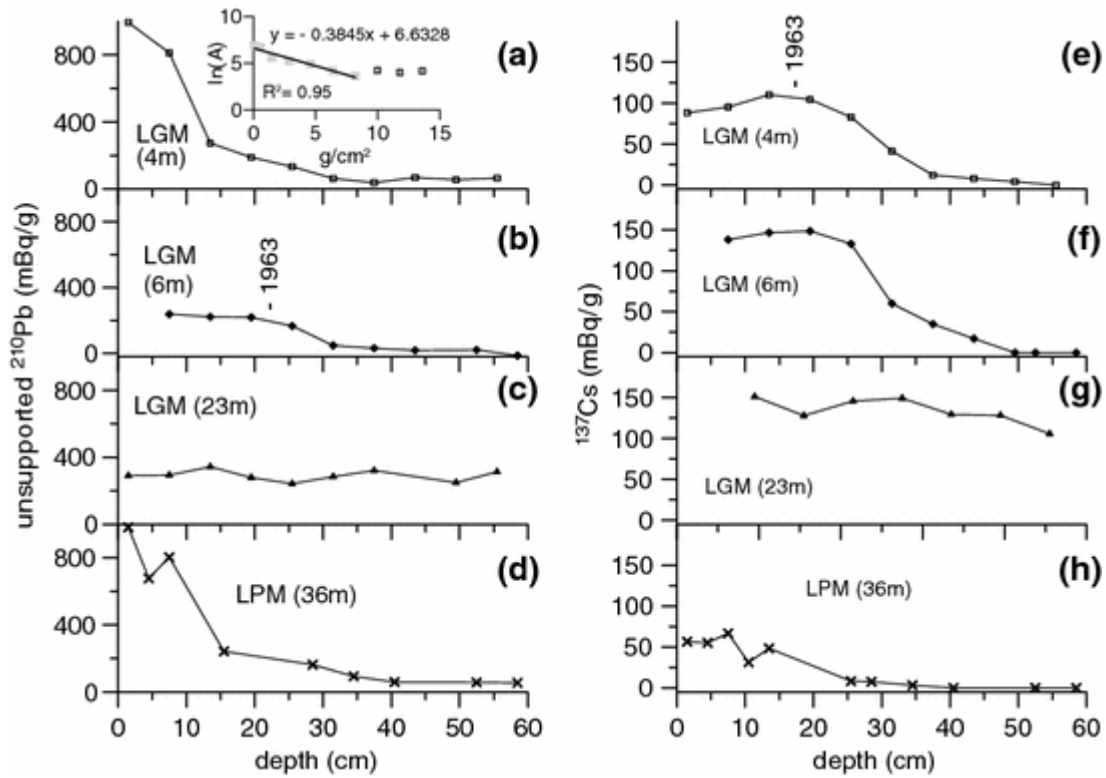 800
400
0
unsupported ²¹⁰Pb (mBq/g)
(a)
LGM
(4m)
10
5
0
ln(A)
y = - 0.3845x + 6.6328
R²= 0.95
0 5 10 15
g/cm²
800
400
0
(b)
LGM
(6m)
- 1963
800
400
0
(c)
LGM (23m)
800
400
0
(d)
LPM (36m)
0 10 20 30 40 50 60
depth (cm)
150
100
50
0
¹³⁷Cs (mBq/g)
(e)
- 1963
LGM (4m)
150
100
50
0
(f)
LGM (6m)
150
100
50
0
(g)
LGM (23m)
150
100
50
0
(h)
LPM (36m)
0 10 20 30 40 50 60
depth (cm)